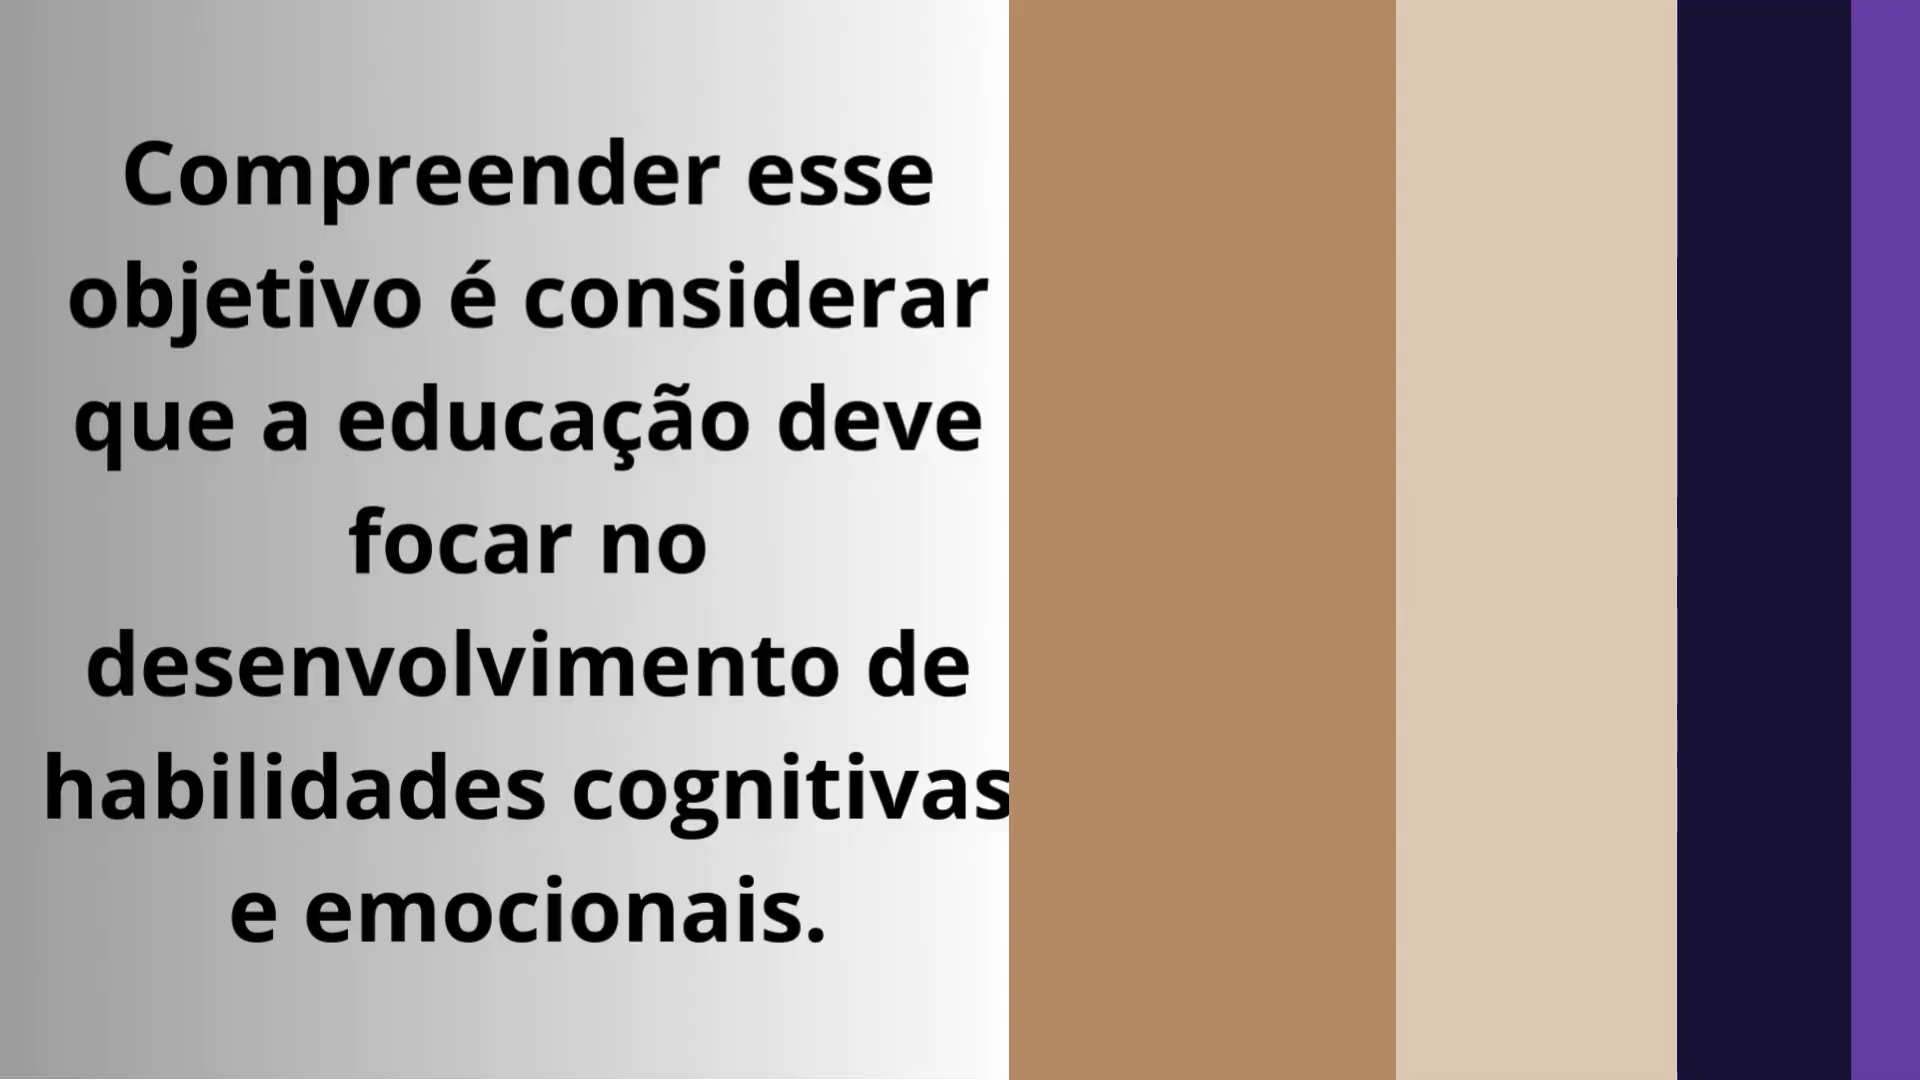 Compreender esse
objetivo é considerar
que a educação deve
focar no
desenvolvimento de
habilidades cognitivas
e emocionais.